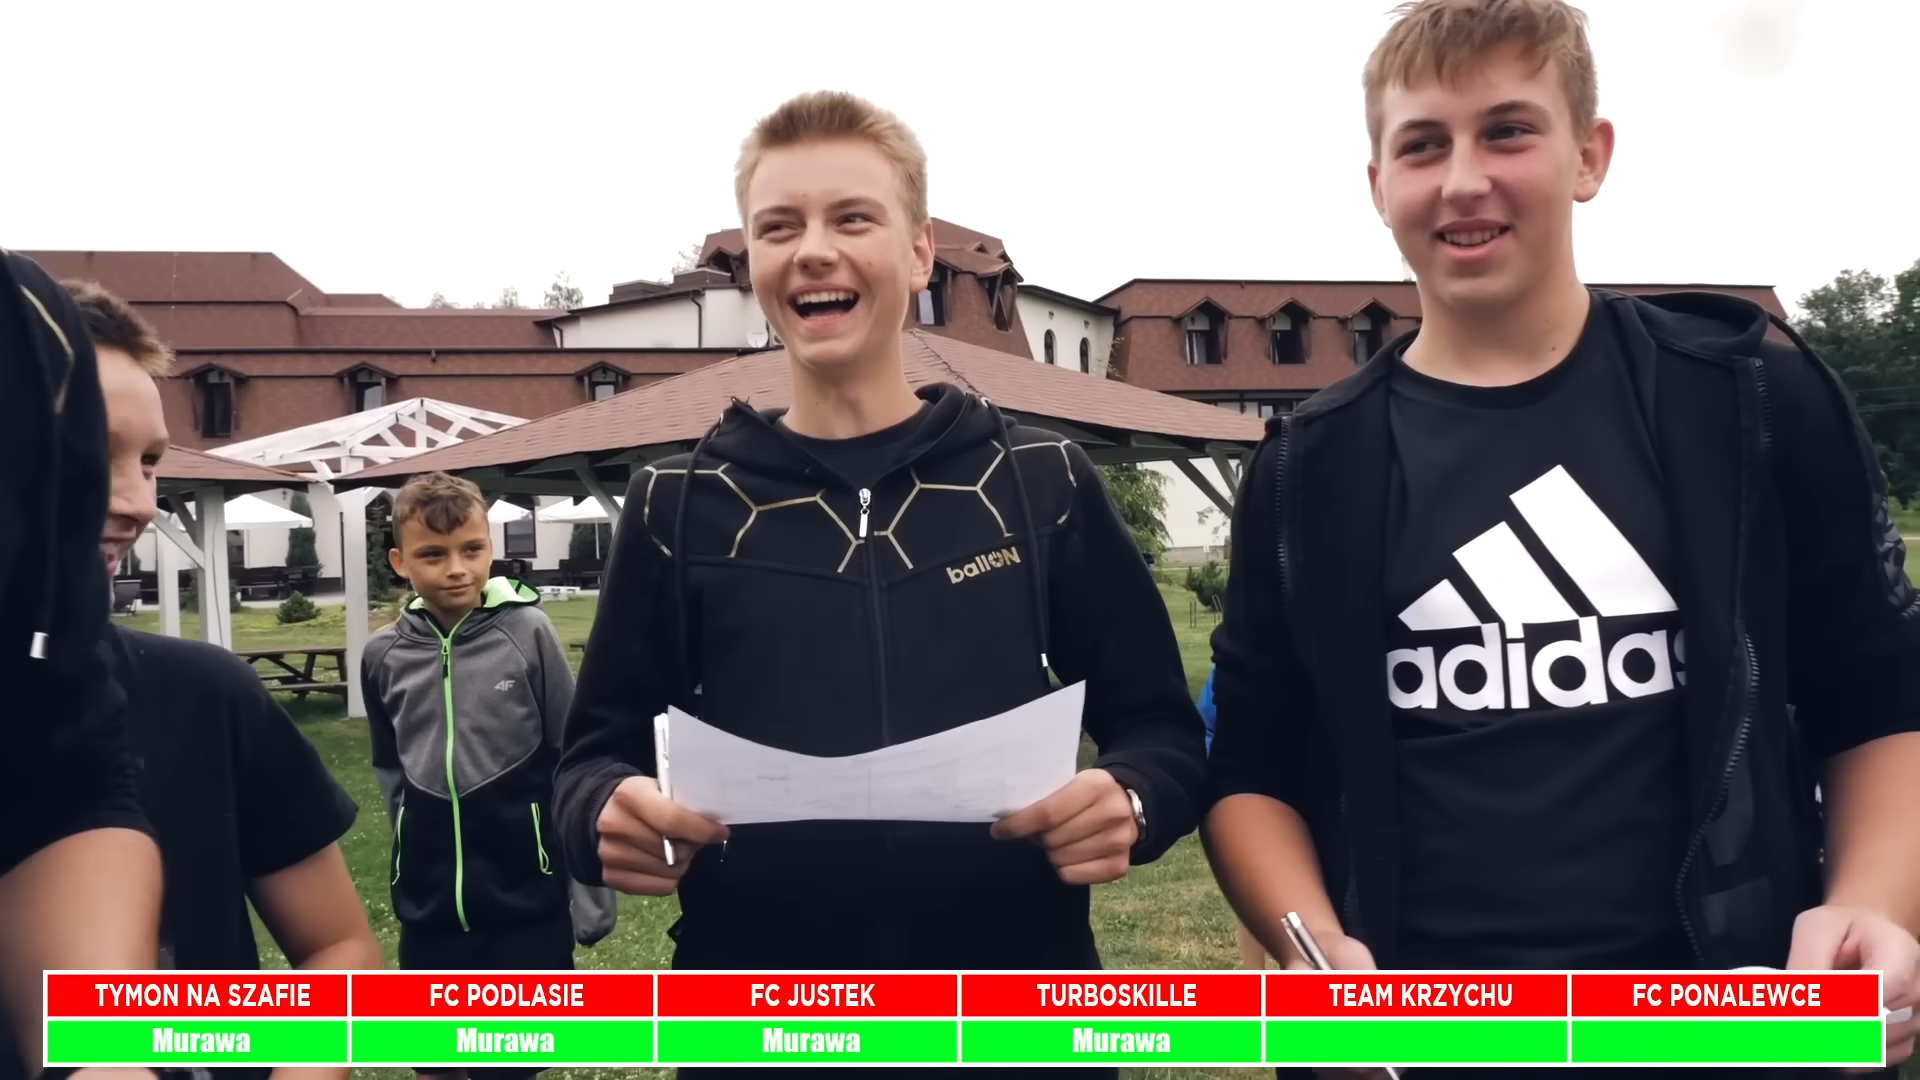 4F
ballON
adidas
TYMON NA SZAFIE FC PODLASIE FC JUSTEK TURBOSKILLE TEAM KRZYCHU FC PONALEWCE
Murawa Murawa Murawa Murawa